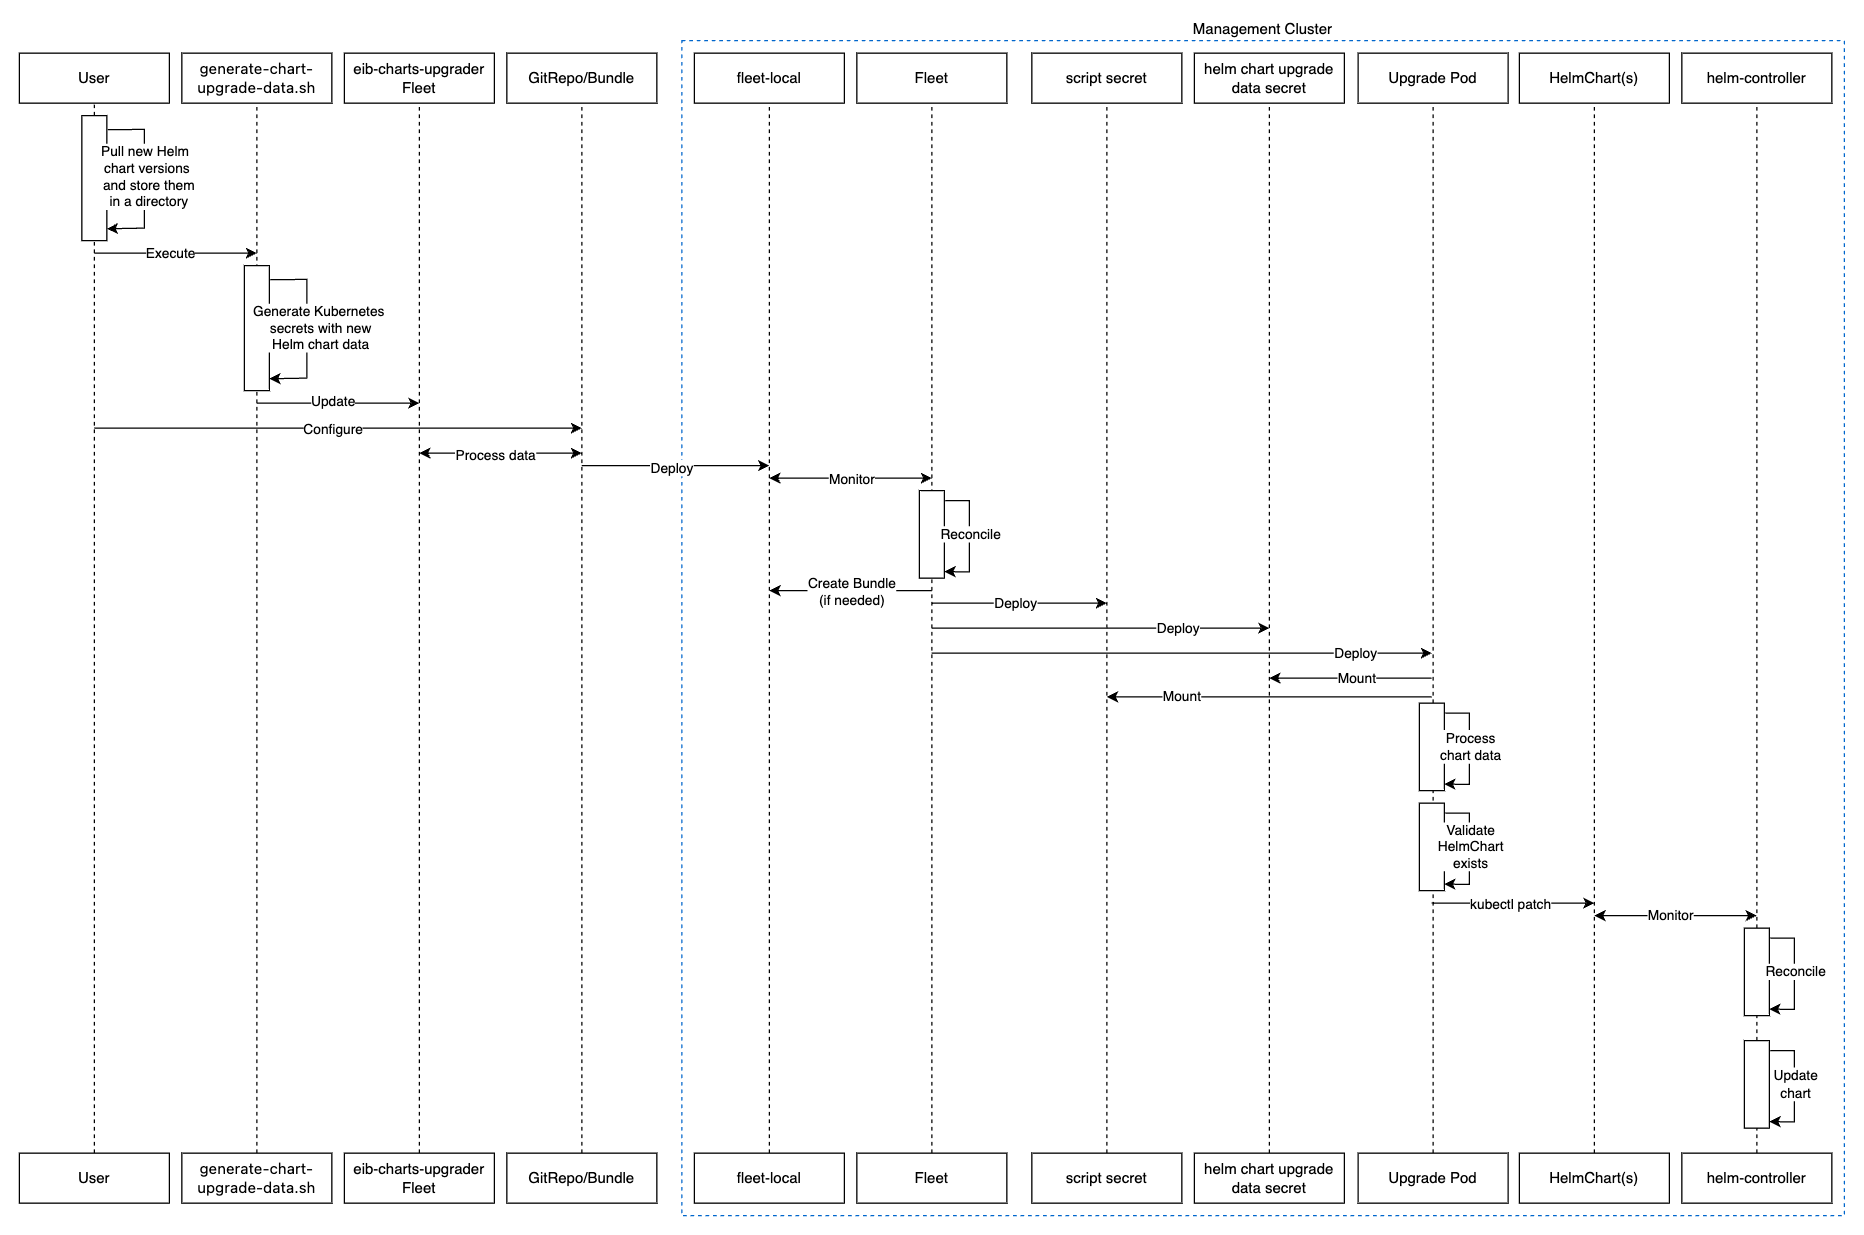 Management Cluster
User
generate-chart-
upgrade-data.sh
eib-charts-upgrader
Fleet
GitRepo/Bundle
fleet-local
Fleet
script secret
helm chart upgrade
data secret
Upgrade Pod
HelmChart(s)
helm-controller
Pull new Helm
chart versions
and store them
in a directory
Execute
Generate Kubernetes
secrets with new
Helm chart data
Update
Configure
Process data
Deploy
Monitor
Reconcile
Create Bundle
(if needed)
Deploy
Deploy
Deploy
Mount
Mount
Process
chart data
Validate
HelmChart
exists
kubectl patch
Monitor
Reconcile
Update
chart
User
generate-chart-
upgrade-data.sh
eib-charts-upgrader
Fleet
GitRepo/Bundle
fleet-local
Fleet
script secret
helm chart upgrade
data secret
Upgrade Pod
HelmChart(s)
helm-controller